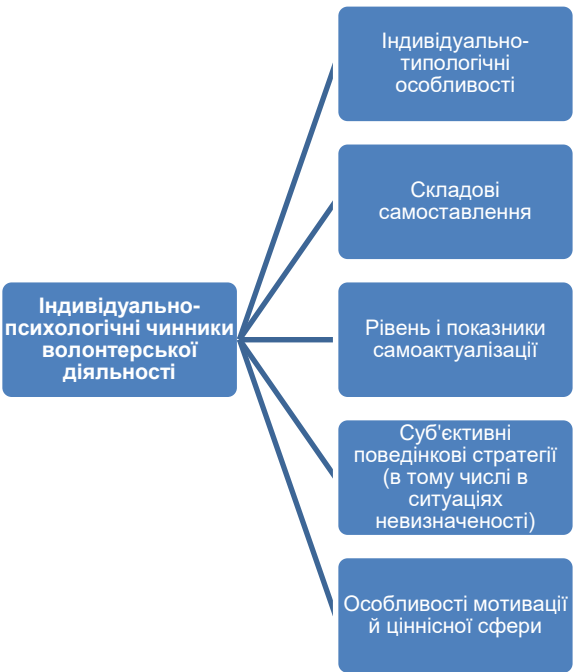 Індивідуально-
психологічні чинники
волонтерської
діяльності
Індивідуально-
типологічні
особливості
Складові
самоставлення
Рівень і показники
самоактуалізації
Суб'єктивні
поведінкові стратегії
(в тому числі в
ситуаціях
невизначеності)
Особливості мотивації
й ціннісної сфери